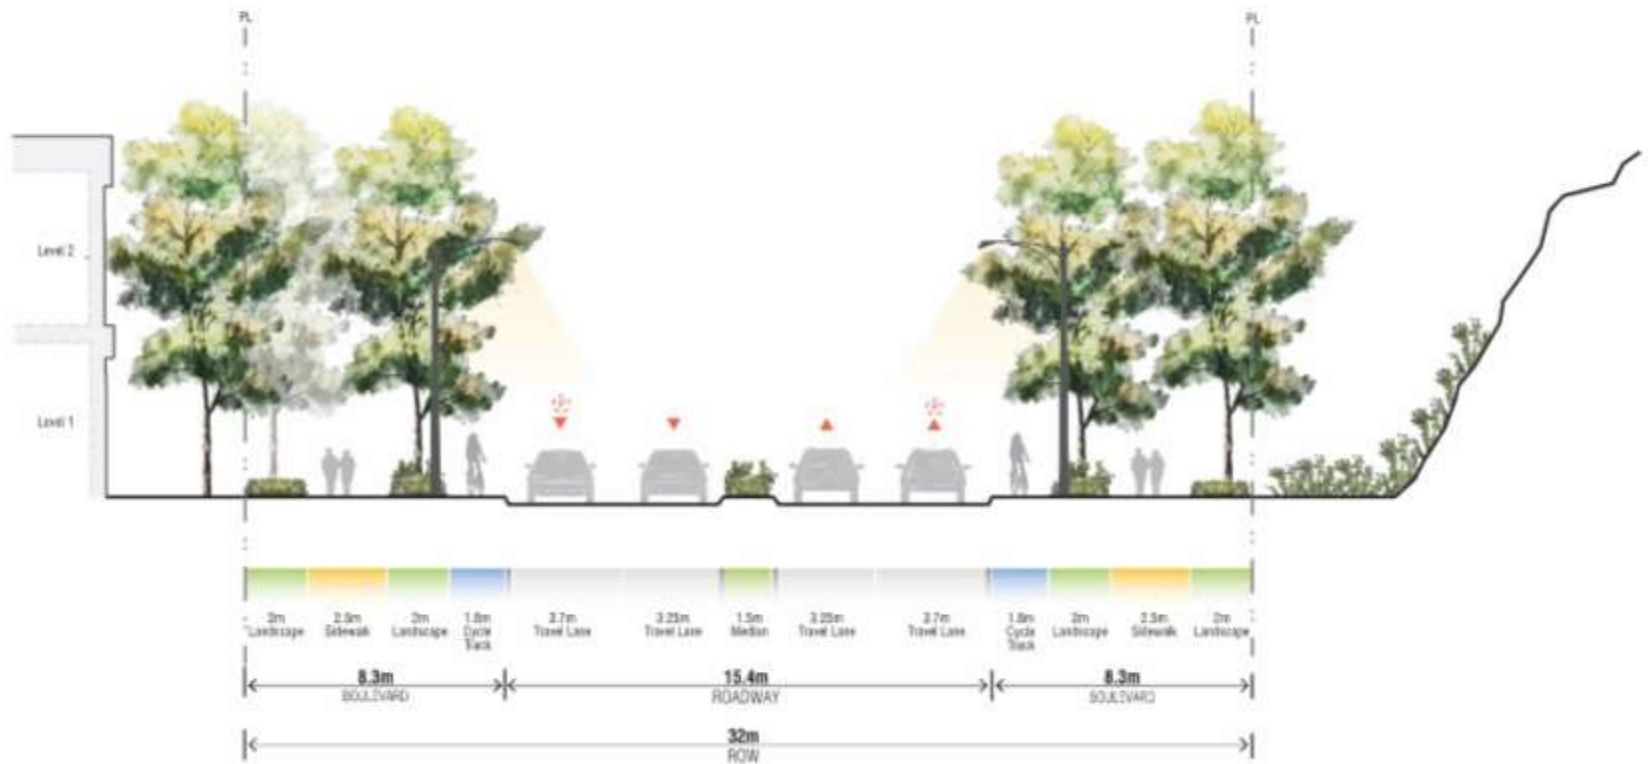 PL
PL
Level 2
Level 1
2m
Landscape
2.5m
Sidewalk
2m
Landscape
1.8m
Cycle
Track
3.7m
Travel Lane
3.25m
Travel Lane
1.5m
Median
3.25m
Travel Lane
3.7m
Travel Lane
1.8m
Cycle
Track
2m
Landscape
2.5m
Sidewalk
2m
Landscape
8.3m
BOULEVARD
15.4m
ROADWAY
8.3m
BOULEVARD
32m
ROW